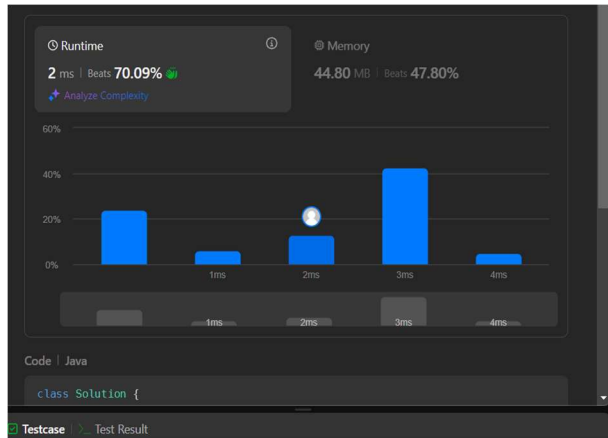 Runtime
2 ms | Beats 70.09%
Analyze Complexity
Memory
44.80 MB | Beats 47.80%
60%
40%
20%
0%
1ms 2ms 3ms 4ms
1ms 2ms 3ms 4ms
Code | Java
class Solution {
Testcase | >_ Test Result